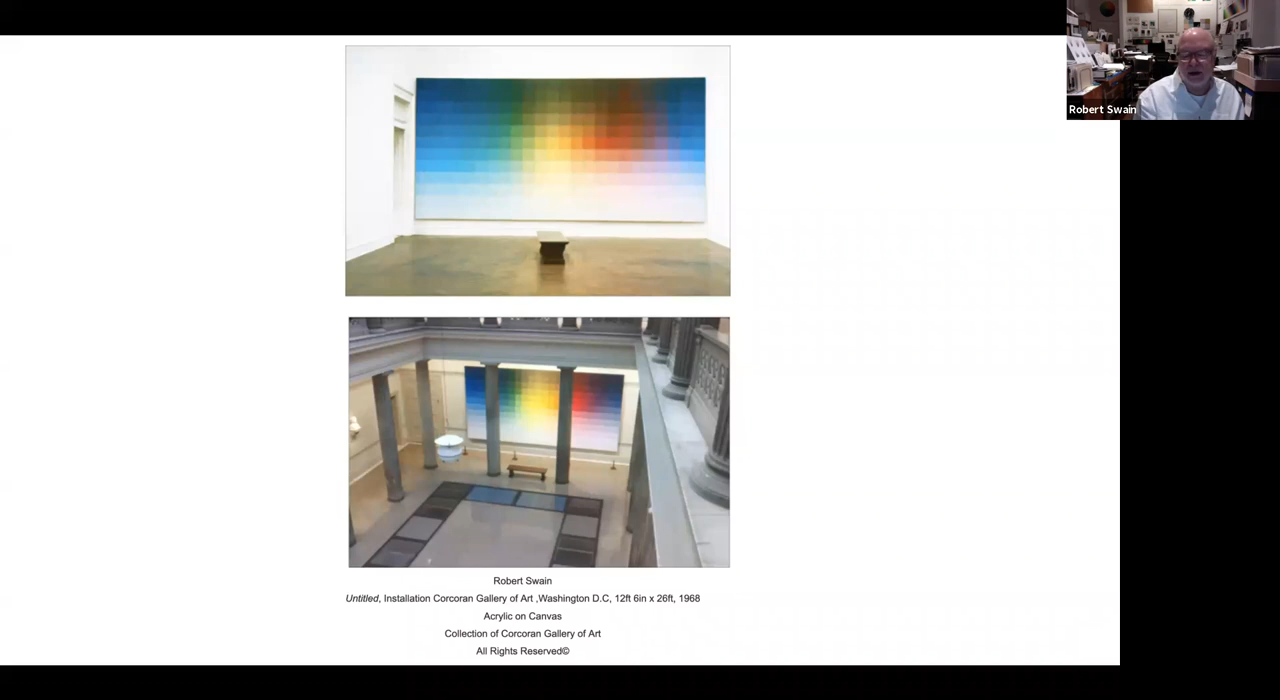 Robert Swain
Robert Swain
Untitled, Installation Corcoran Gallery of Art ,Washington D.C, 12ft 6in x 26ft, 1968
Acrylic on Canvas
Collection of Corcoran Gallery of Art
All Rights Reserved©